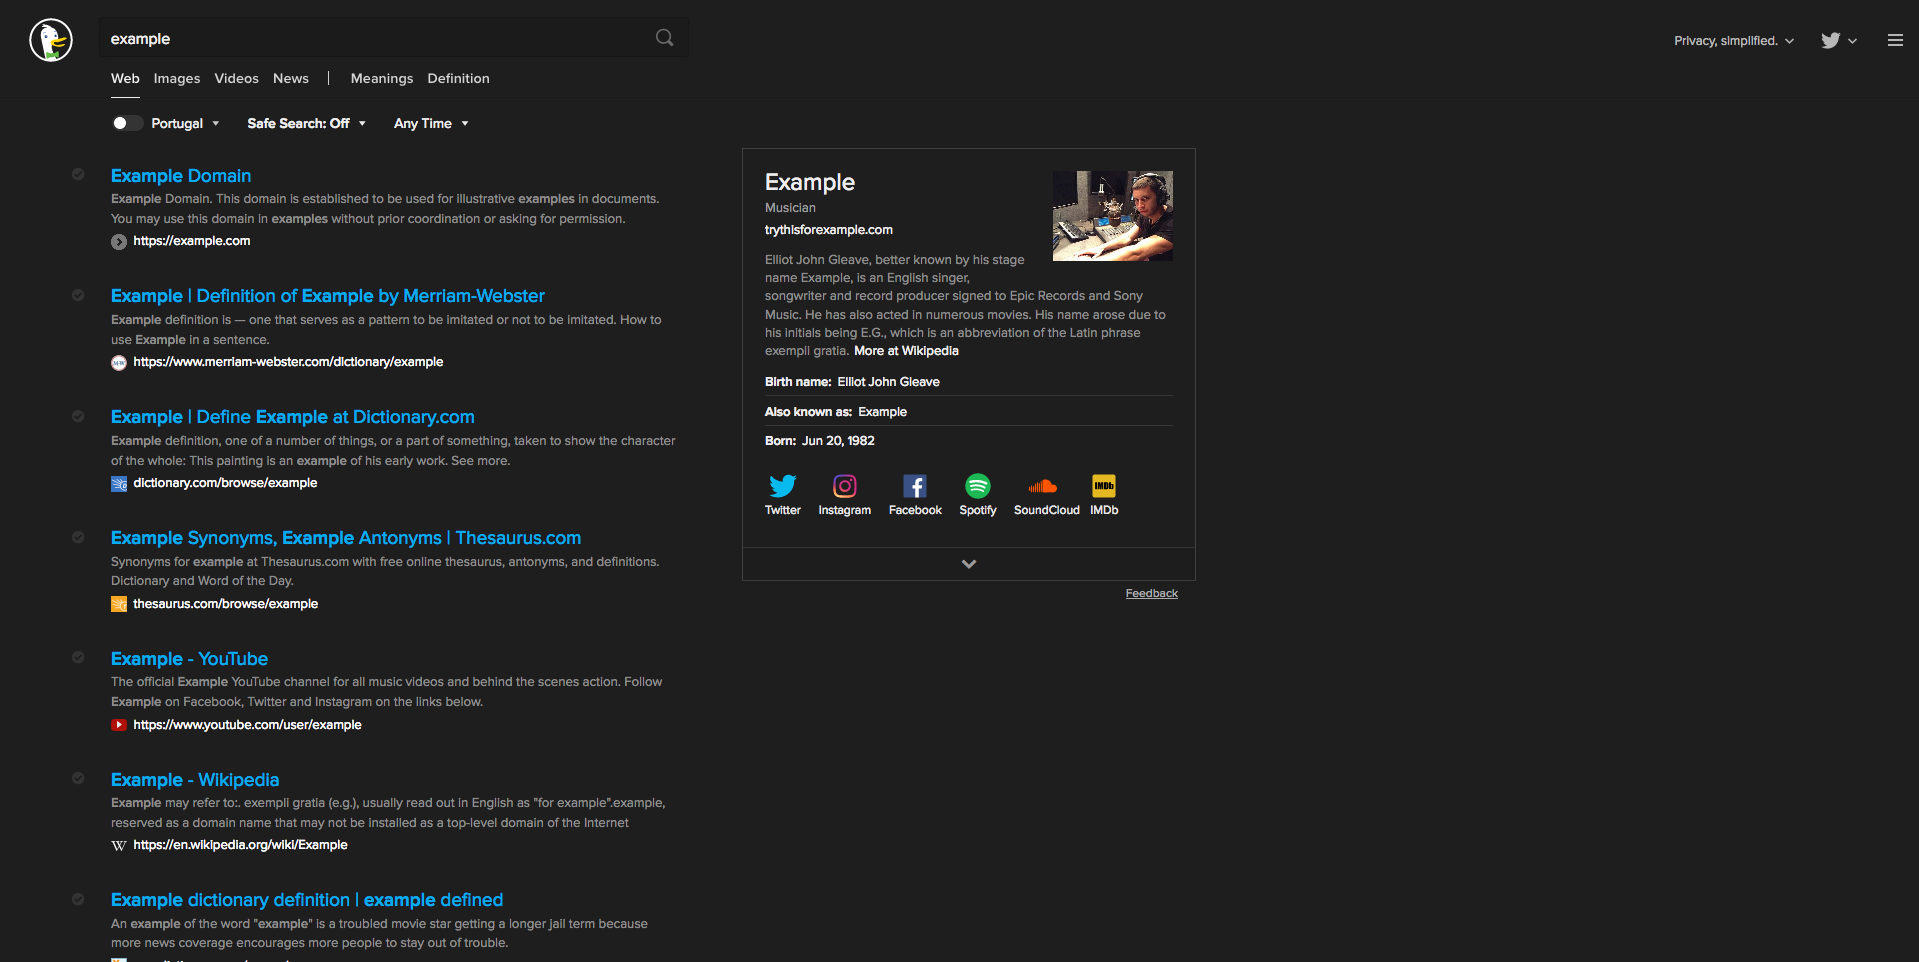 example
Privacy, simplified.
Web Images Videos News | Meanings Definition
Portugal Safe Search: Off Any Time
Example Domain
Example Domain. This domain is established to be used for illustrative examples in documents.
You may use this domain in examples without prior coordination or asking for permission.
https://example.com
Example | Definition of Example by Merriam-Webster
Example definition is — one that serves as a pattern to be imitated or not to be imitated. How to
use Example in a sentence.
https://www.merriam-webster.com/dictionary/example
Example | Define Example at Dictionary.com
Example definition, one of a number of things, or a part of something, taken to show the character
of the whole: This painting is an example of his early work. See more.
dictionary.com/browse/example
Example Synonyms, Example Antonyms | Thesaurus.com
Synonyms for example at Thesaurus.com with free online thesaurus, antonyms, and definitions.
Dictionary and Word of the Day.
thesaurus.com/browse/example
Example - YouTube
The official Example YouTube channel for all music videos and behind the scenes action. Follow
Example on Facebook, Twitter and Instagram on the links below.
https://www.youtube.com/user/example
Example - Wikipedia
Example may refer to:. exempli gratia (e.g.), usually read out in English as "for example".example,
reserved as a domain name that may not be installed as a top-level domain of the Internet
https://en.wikipedia.org/wiki/Example
Example dictionary definition | example defined
An example of the word "example" is a troubled movie star getting a longer jail term because
more news coverage encourages more people to stay out of trouble.
Example
Musician
trythisforexample.com
Elliot John Gleave, better known by his stage
name Example, is an English singer,
songwriter and record producer signed to Epic Records and Sony
Music. He has also acted in numerous movies. His name arose due to
his initials being E.G., which is an abbreviation of the Latin phrase
exempli gratia. More at Wikipedia
Birth name: Elliot John Gleave
Also known as: Example
Born: Jun 20, 1982
IMDb
Twitter Instagram Facebook Spotify SoundCloud IMDb
Feedback